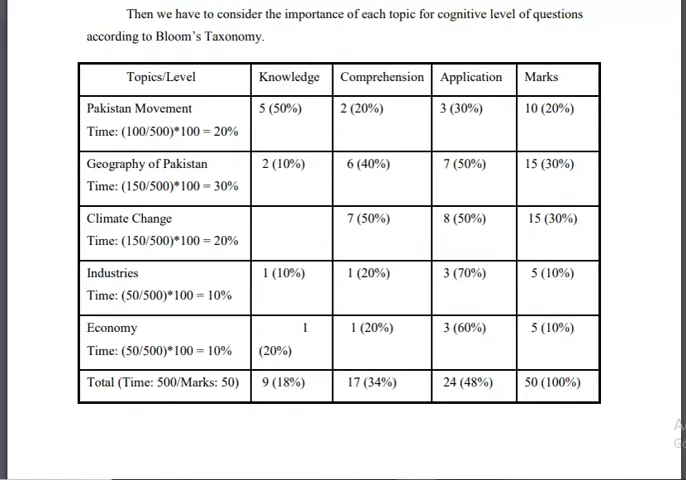 Then we have to consider the importance of each topic for cognitive level of questions
according to Bloom's Taxonomy.
Topics/Level Knowledge Comprehension Application Marks
Pakistan Movement 5 (50%) 2 (20%) 3 (30%) 10 (20%)
Time: (100/500)*100 = 20%
Geography of Pakistan 2 (10%) 6 (40%) 7 (50%) 15 (30%)
Time: (150/500)*100 = 30%
Climate Change 7 (50%) 8 (50%) 15 (30%)
Time: (150/500)*100 = 20%
Industries 1 (10%) 1 (20%) 3 (70%) 5 (10%)
Time: (50/500)*100 = 10%
Economy 1 1 (20%) 3 (60%) 5 (10%)
Time: (50/500)*100 = 10% (20%)
Total (Time: 500/Marks: 50) 9 (18%) 17 (34%) 24 (48%) 50 (100%)